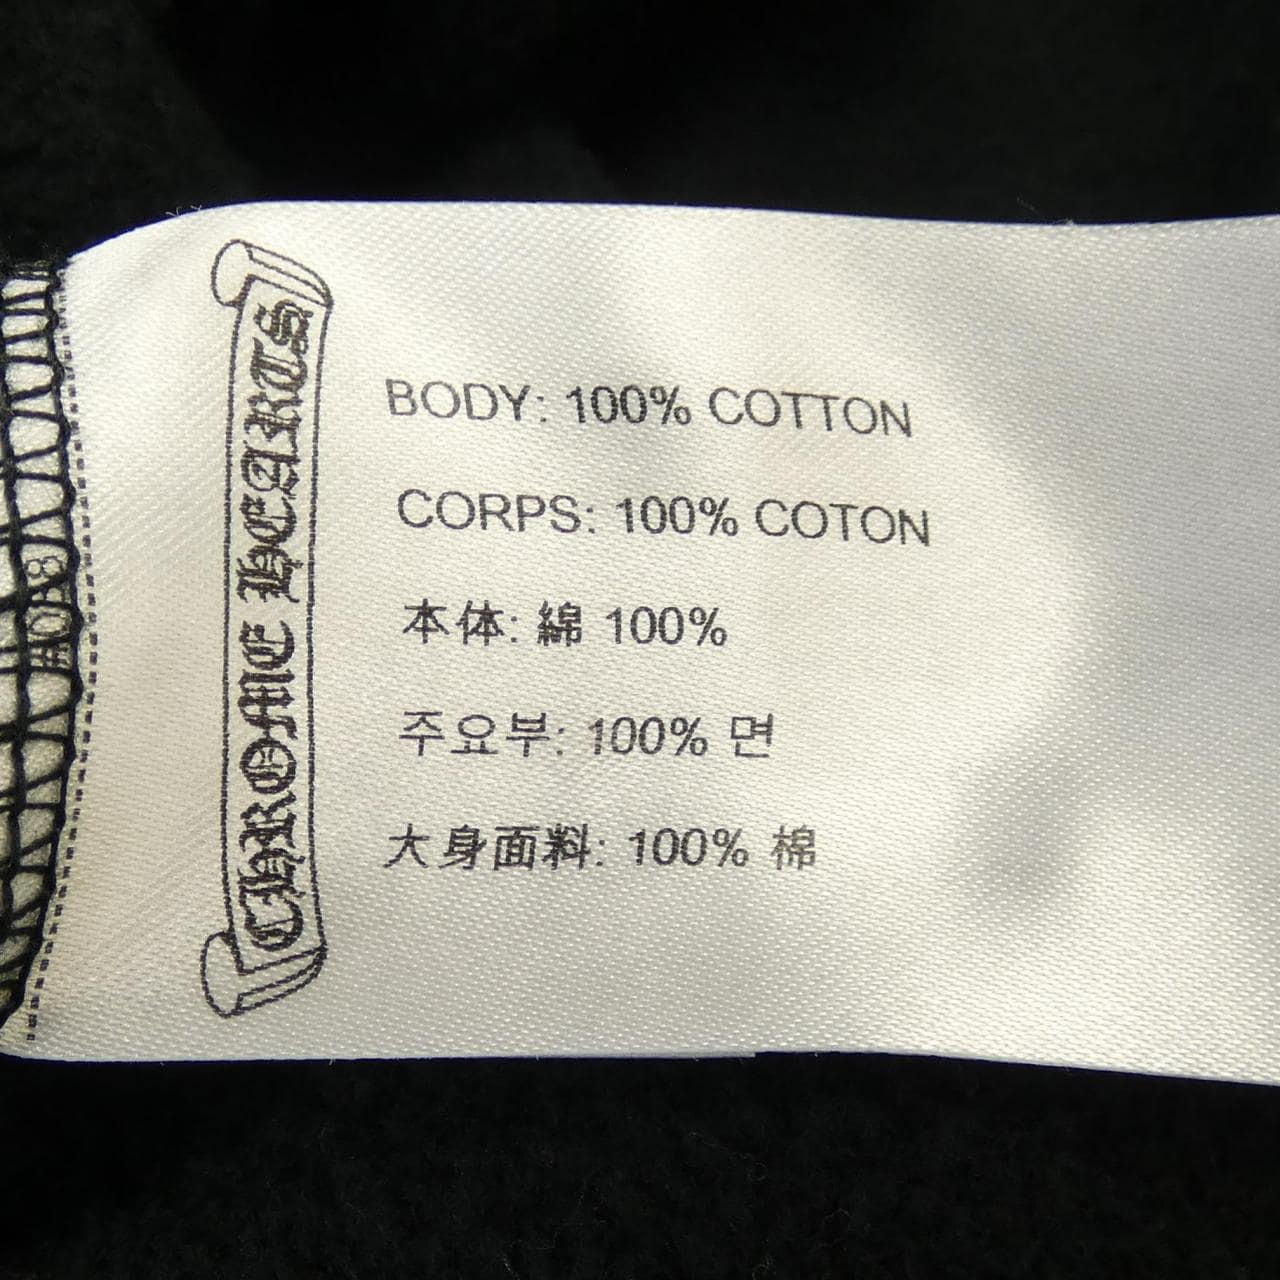 CHROME HEARTS
BODY: 100% COTTON
CORPS: 100% COTON
本体: 綿 100%
주요부: 100% 면
大身面料: 100% 棉